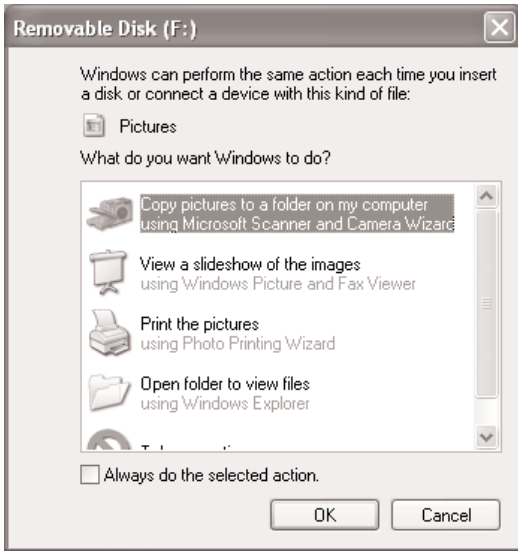 Removable Disk (F:)
Windows can perform the same action each time you insert
a disk or connect a device with this kind of file:
Pictures
What do you want Windows to do?
Copy pictures to a folder on my computer
using Microsoft Scanner and Camera Wizard
View a slideshow of the images
using Windows Picture and Fax Viewer
Print the pictures
using Photo Printing Wizard
Open folder to view files
using Windows Explorer
Always do the selected action.
OK
Cancel